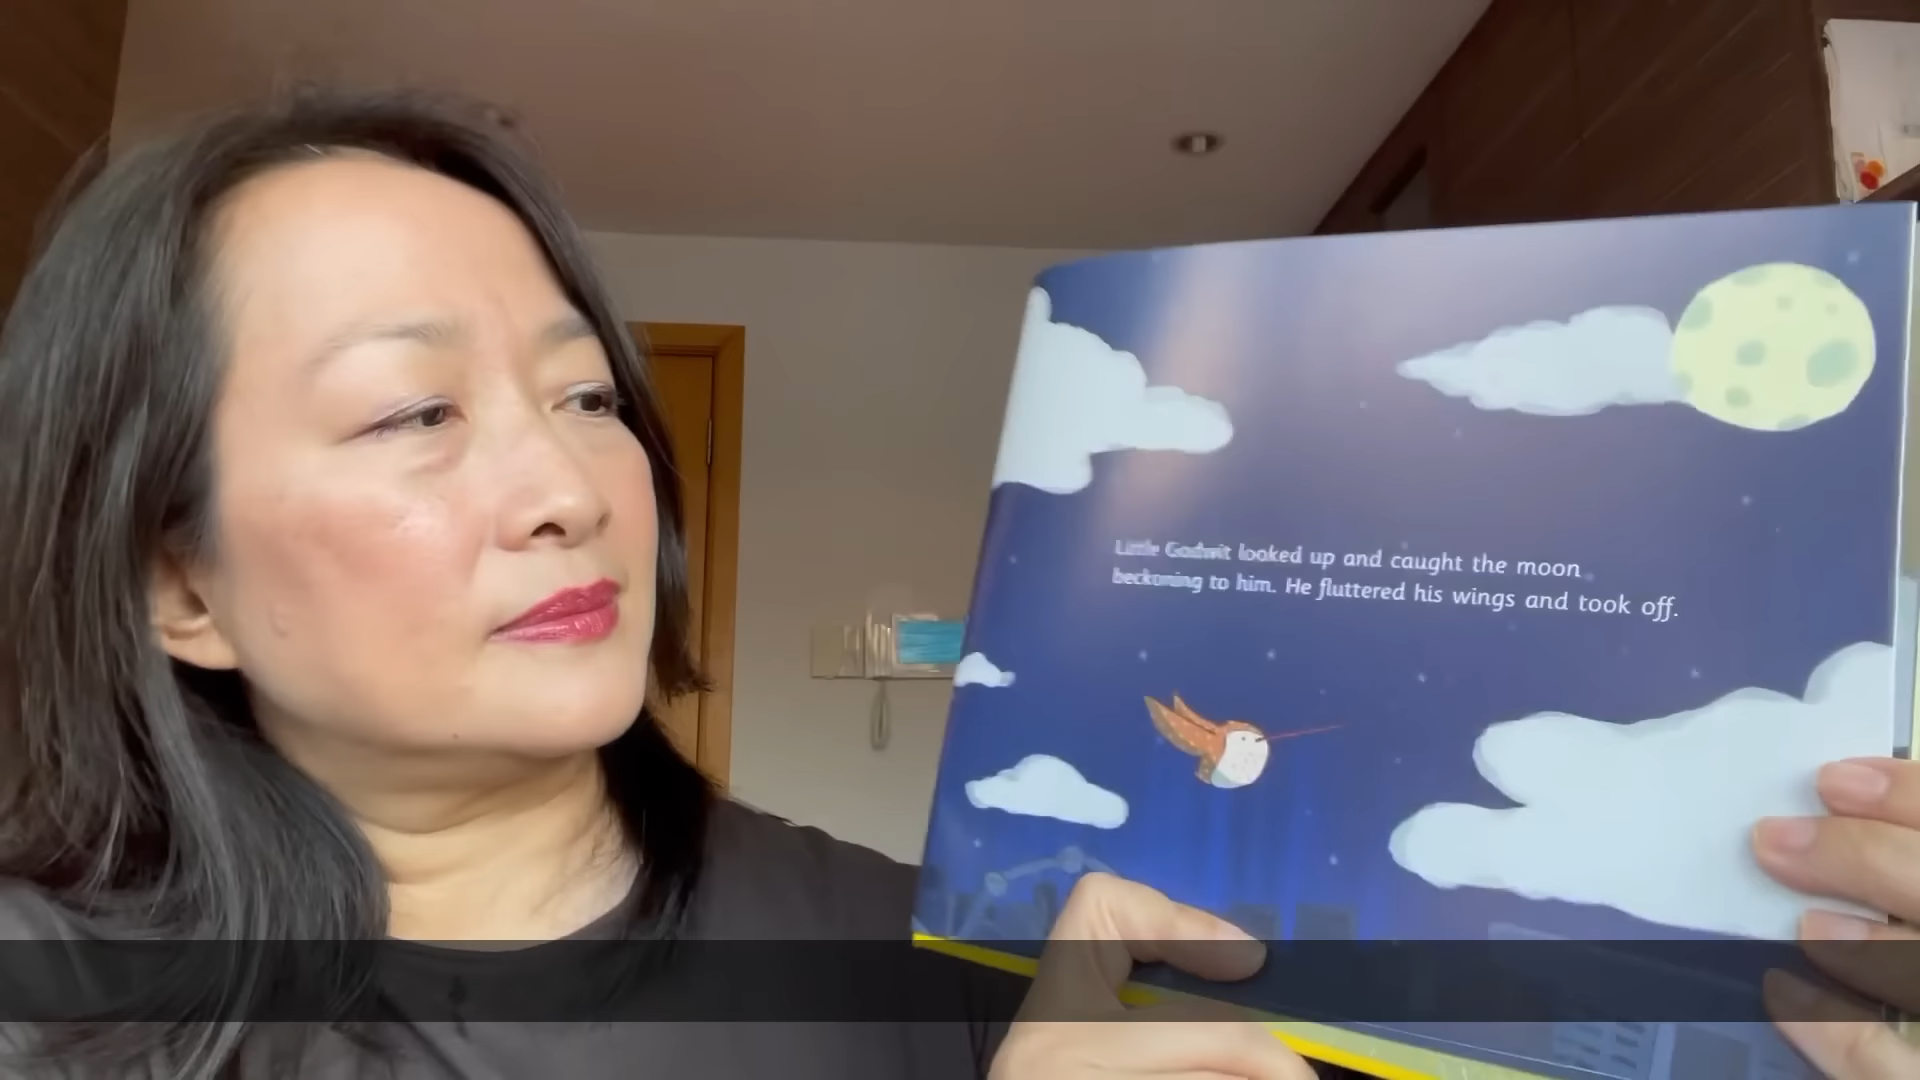 Little Godwit looked up and caught the moon
beckoning to him. He fluttered his wings and took off.